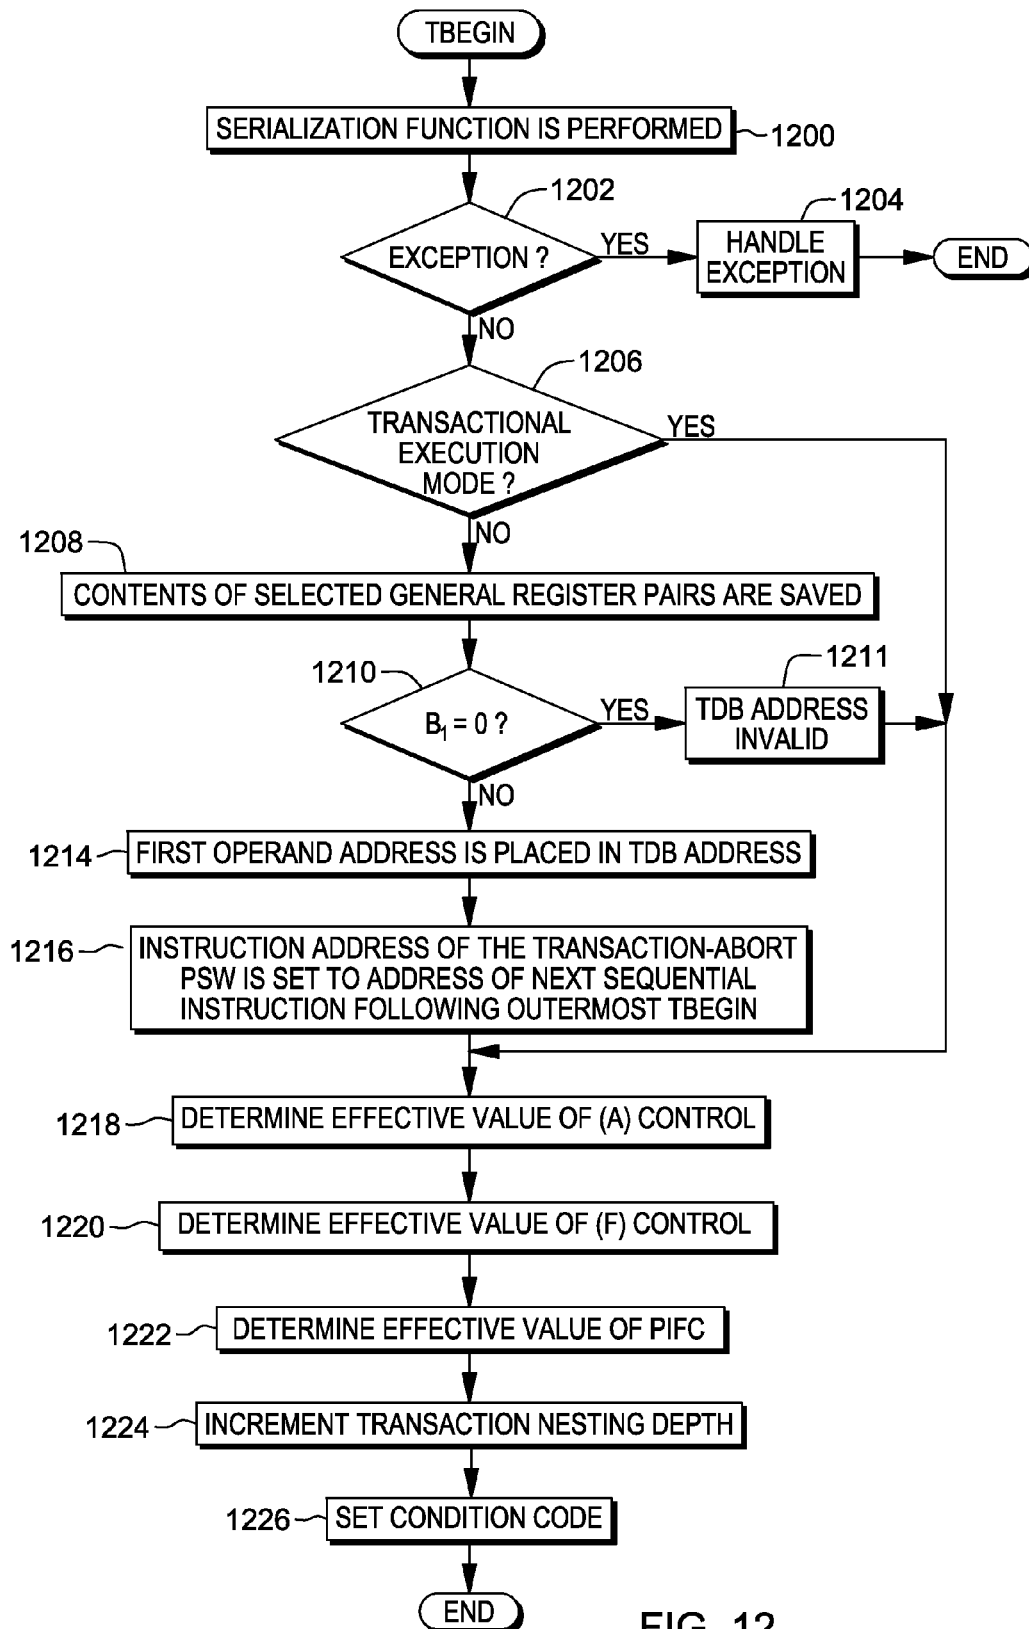 TBEGIN
SERIALIZATION FUNCTION IS PERFORMED
1200
1202
EXCEPTION ?
YES
1204
HANDLE
EXCEPTION
END
NO
1206
TRANSACTIONAL
EXECUTION
MODE ?
YES
NO
1208
CONTENTS OF SELECTED GENERAL REGISTER PAIRS ARE SAVED
1210
B₁ = 0 ?
YES
1211
TDB ADDRESS
INVALID
NO
1214
FIRST OPERAND ADDRESS IS PLACED IN TDB ADDRESS
1216
INSTRUCTION ADDRESS OF THE TRANSACTION-ABORT
PSW IS SET TO ADDRESS OF NEXT SEQUENTIAL
INSTRUCTION FOLLOWING OUTERMOST TBEGIN
1218
DETERMINE EFFECTIVE VALUE OF (A) CONTROL
1220
DETERMINE EFFECTIVE VALUE OF (F) CONTROL
1222
DETERMINE EFFECTIVE VALUE OF PIFC
1224
INCREMENT TRANSACTION NESTING DEPTH
1226
SET CONDITION CODE
END
FIG. 12